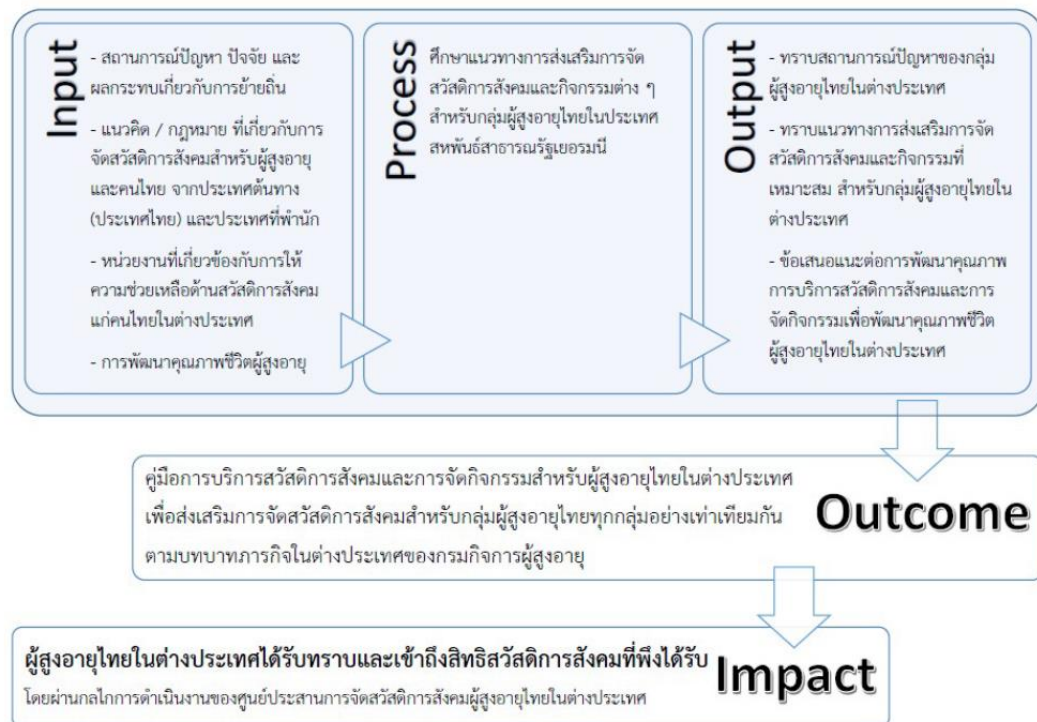 Input
- สถานการณ์ปัญหา ปัจจัย และ
ผลกระทบเกี่ยวกับการย้ายถิ่น
- แนวคิด / กฎหมาย ที่เกี่ยวกับการ
จัดสวัสดิการสังคมสำหรับผู้สูงอายุ
และคนไทย จากประเทศต้นทาง
(ประเทศไทย) และประเทศที่พำนัก
- หน่วยงานที่เกี่ยวข้องกับการให้
ความช่วยเหลือด้านสวัสดิการสังคม
แก่คนไทยในต่างประเทศ
- การพัฒนาคุณภาพชีวิตผู้สูงอายุ
Process
ศึกษาแนวทางการส่งเสริมการจัด
สวัสดิการสังคมและกิจกรรมต่าง ๆ
สำหรับกลุ่มผู้สูงอายุไทยในประเทศ
สหพันธ์สาธารณรัฐเยอรมนี
Output
- ทราบสถานการณ์ปัญหาของกลุ่ม
ผู้สูงอายุไทยในต่างประเทศ
- ทราบแนวทางการส่งเสริมการจัด
สวัสดิการสังคมและกิจกรรมที่
เหมาะสม สำหรับกลุ่มผู้สูงอายุไทยใน
ต่างประเทศ
- ข้อเสนอแนะต่อการพัฒนาคุณภาพ
การบริการสวัสดิการสังคมและการ
จัดกิจกรรมเพื่อพัฒนาคุณภาพชีวิต
ผู้สูงอายุไทยในต่างประเทศ
คู่มือการบริการสวัสดิการสังคมและการจัดกิจกรรมสำหรับผู้สูงอายุไทยในต่างประเทศ
เพื่อส่งเสริมการจัดสวัสดิการสังคมสำหรับกลุ่มผู้สูงอายุไทยทุกกลุ่มอย่างเท่าเทียมกัน
ตามบทบาทภารกิจในต่างประเทศของกรมกิจการผู้สูงอายุ
Outcome
ผู้สูงอายุไทยในต่างประเทศได้รับทราบและเข้าถึงสิทธิสวัสดิการสังคมที่พึงได้รับ
โดยผ่านกลไกการดำเนินงานของศูนย์ประสานการจัดสวัสดิการสังคมผู้สูงอายุไทยในต่างประเทศ
Impact